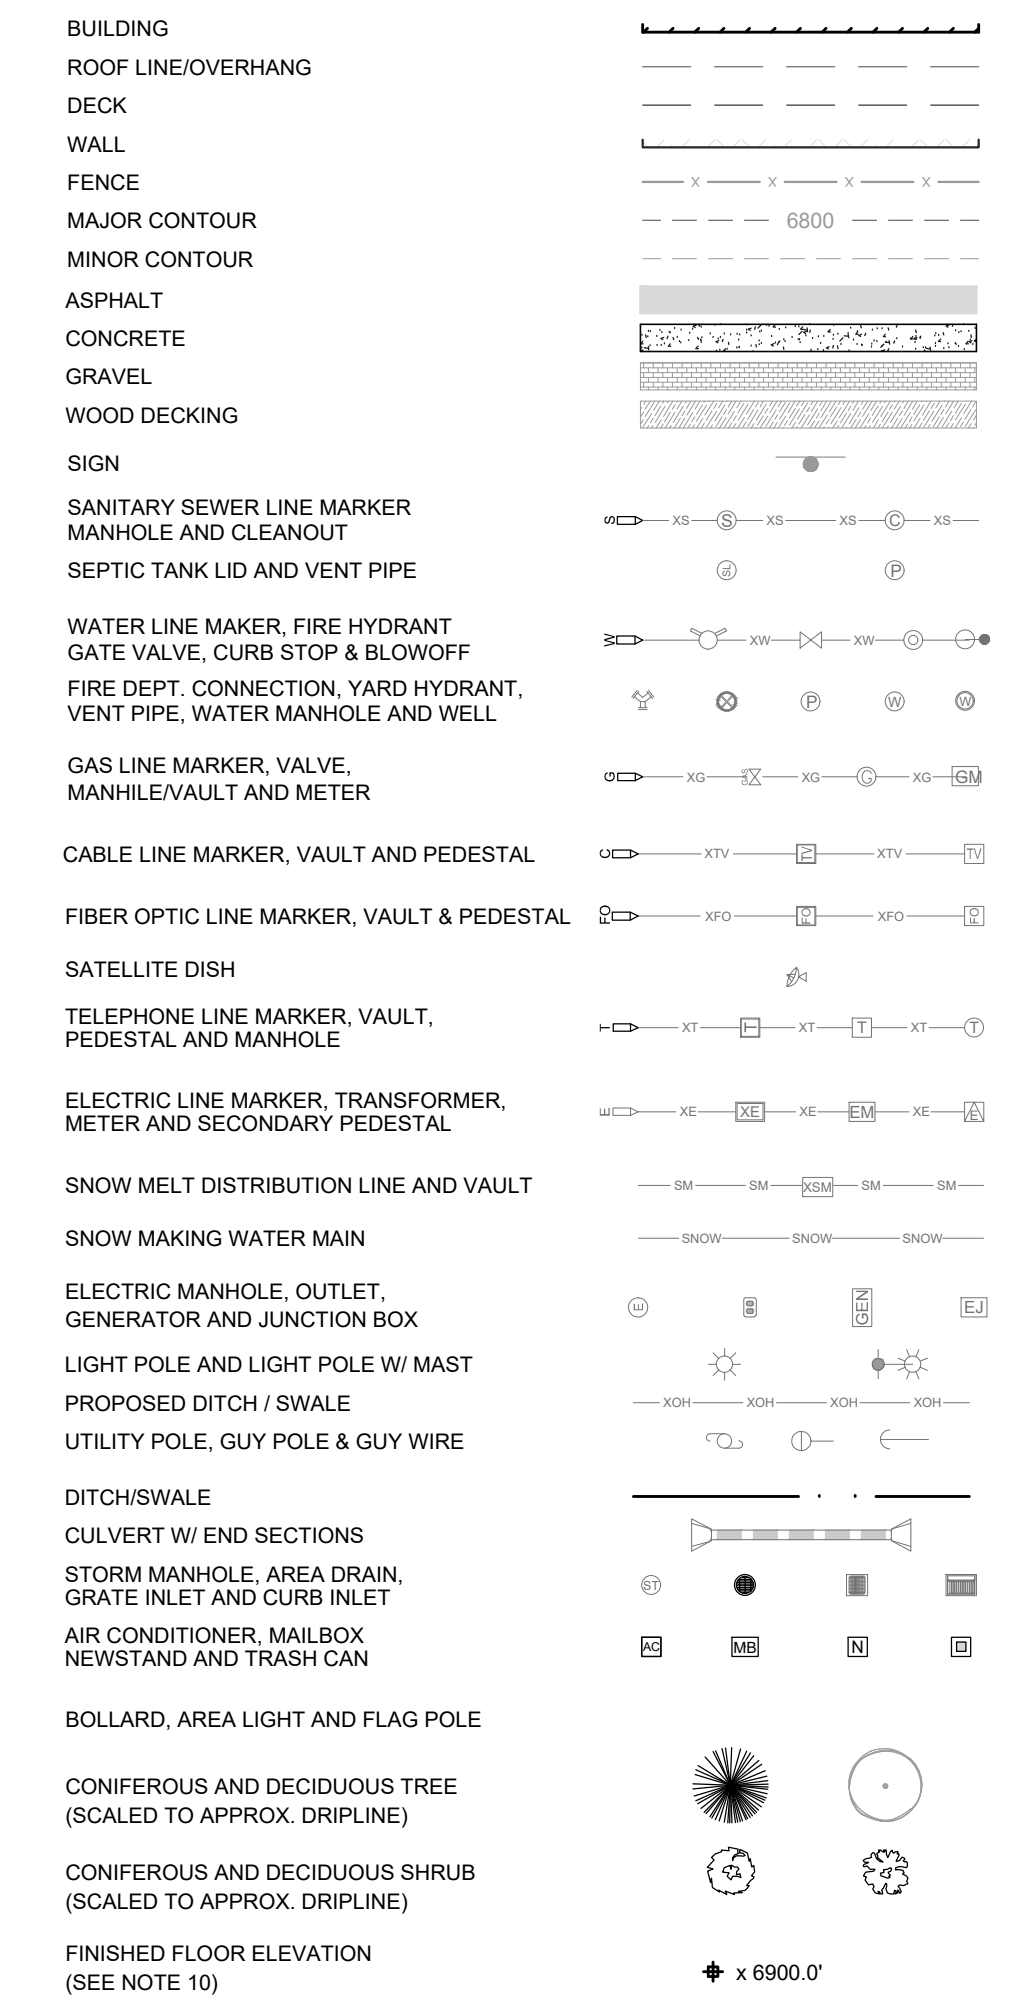 BUILDING
ROOF LINE/OVERHANG
DECK
WALL
FENCE X X X X
MAJOR CONTOUR 6800
MINOR CONTOUR
ASPHALT
CONCRETE
GRAVEL
WOOD DECKING
SIGN
SANITARY SEWER LINE MARKER
MANHOLE AND CLEANOUT
S XS S XS XS C XS
SEPTIC TANK LID AND VENT PIPE SL P
WATER LINE MAKER, FIRE HYDRANT
GATE VALVE, CURB STOP & BLOWOFF
W XW XW
FIRE DEPT. CONNECTION, YARD HYDRANT,
VENT PIPE, WATER MANHOLE AND WELL
P W W
GAS LINE MARKER, VALVE,
MANHILE/VAULT AND METER
G XG GAS XG G XG GM
CABLE LINE MARKER, VAULT AND PEDESTAL C XTV TV XTV TV
FIBER OPTIC LINE MARKER, VAULT & PEDESTAL FO XFO FO XFO FO
SATELLITE DISH
TELEPHONE LINE MARKER, VAULT,
PEDESTAL AND MANHOLE
T XT T XT T XT T
ELECTRIC LINE MARKER, TRANSFORMER,
METER AND SECONDARY PEDESTAL
E XE XE XE EM XE E
SNOW MELT DISTRIBUTION LINE AND VAULT SM SM XSM SM SM
SNOW MAKING WATER MAIN SNOW SNOW SNOW
ELECTRIC MANHOLE, OUTLET,
GENERATOR AND JUNCTION BOX
E GEN EJ
LIGHT POLE AND LIGHT POLE W/ MAST
PROPOSED DITCH / SWALE XOH XOH XOH XOH
UTILITY POLE, GUY POLE & GUY WIRE
DITCH/SWALE
CULVERT W/ END SECTIONS
STORM MANHOLE, AREA DRAIN,
GRATE INLET AND CURB INLET
ST
AIR CONDITIONER, MAILBOX
NEWSTAND AND TRASH CAN
AC MB N
BOLLARD, AREA LIGHT AND FLAG POLE
CONIFEROUS AND DECIDUOUS TREE
(SCALED TO APPROX. DRIPLINE)
CONIFEROUS AND DECIDUOUS SHRUB
(SCALED TO APPROX. DRIPLINE)
FINISHED FLOOR ELEVATION
(SEE NOTE 10)
x 6900.0'